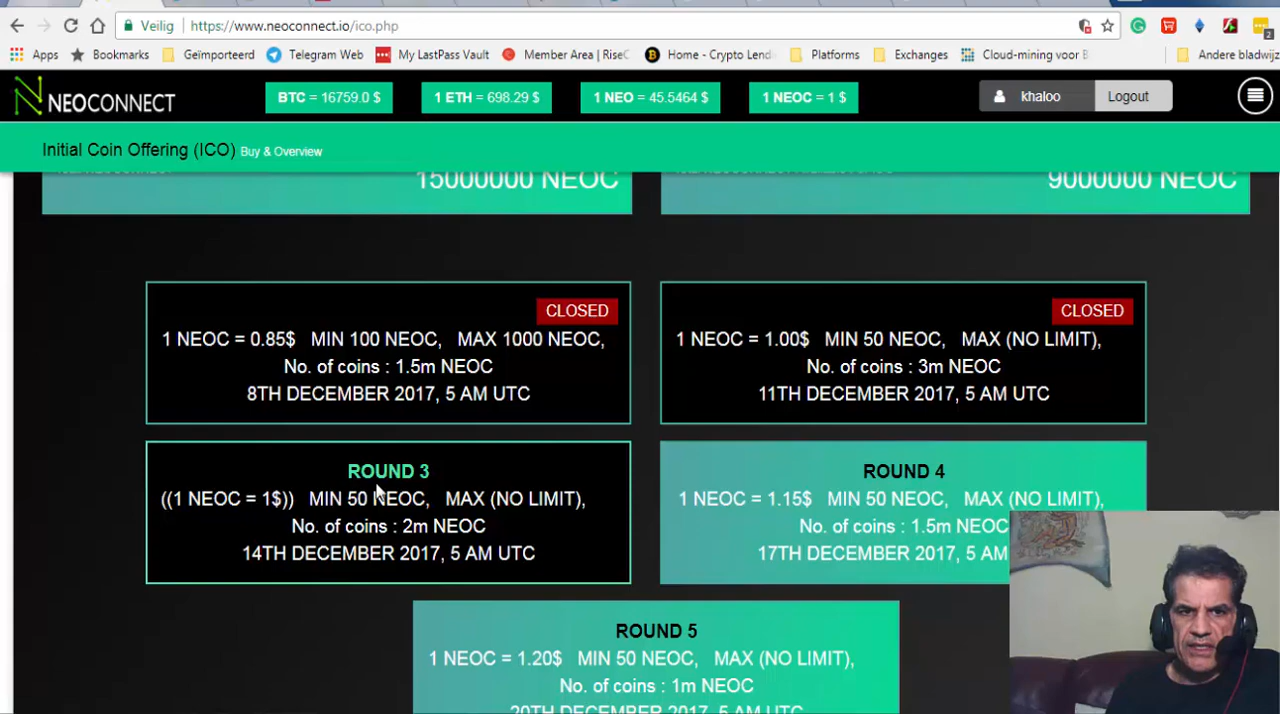 Veilig https://www.neoconnect.io/ico.php
2
Apps Bookmarks Geïmporteerd Telegram Web My LastPass Vault Member Area | RiseC Home - Crypto Lend Platforms Exchanges Cloud-mining voor B Andere bladwijz
NEOCONNECT BTC = 16759.0 $ 1 ETH = 698.29 $ 1 NEO = 45.5464 $ 1 NEOC = 1 $ khaloo Logout
Initial Coin Offering (ICO) Buy & Overview
15000000 NEOC 9000000 NEOC
CLOSED
1 NEOC = 0.85$ MIN 100 NEOC, MAX 1000 NEOC,
No. of coins : 1.5m NEOC
8TH DECEMBER 2017, 5 AM UTC
CLOSED
1 NEOC = 1.00$ MIN 50 NEOC, MAX (NO LIMIT),
No. of coins : 3m NEOC
11TH DECEMBER 2017, 5 AM UTC
ROUND 3
((1 NEOC = 1$)) MIN 50 NEOC, MAX (NO LIMIT),
No. of coins : 2m NEOC
14TH DECEMBER 2017, 5 AM UTC
ROUND 4
1 NEOC = 1.15$ MIN 50 NEOC, MAX (NO LIMIT),
No. of coins : 1.5m NEOC
17TH DECEMBER 2017, 5 AM
ROUND 5
1 NEOC = 1.20$ MIN 50 NEOC, MAX (NO LIMIT),
No. of coins : 1m NEOC
20TH DECEMBER 2017, 5 AM UTC